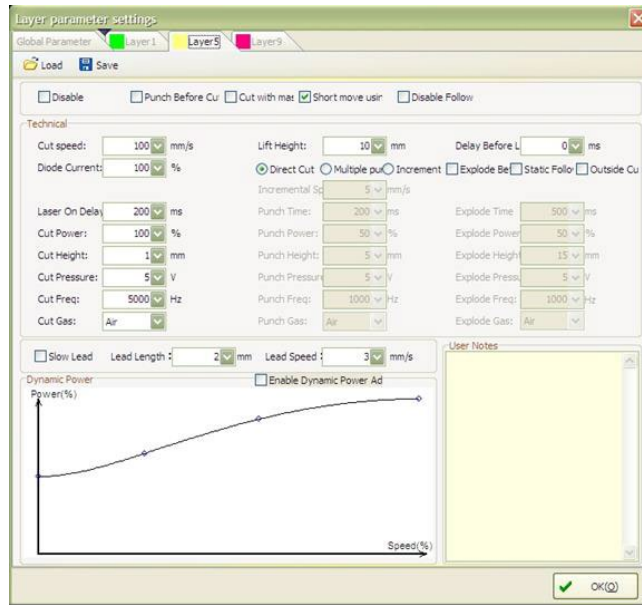 Layer parameter settings
Global Parameter Layer1 Layer5 Layer9
Load Save
Disable Punch Before Cu Cut with mas Short move usin Disable Follow
Technical
Cut speed: 100 mm/s Lift Height: 10 mm Delay Before L 0 ms
Diode Current: 100 % Direct Cut Multiple pu Increment Explode Be Static Follo Outside Cu
Incremental Sp 5 mm/s
Laser On Delay 200 ms Punch Time: 200 ms Explode Time 500 ms
Cut Power: 100 % Punch Power: 50 % Explode Power 50 %
Cut Height: 1 mm Punch Height: 5 mm Explode Height 15 mm
Cut Pressure: 5 V Punch Pressure 5 V Explode Pressu 5 V
Cut Freq: 5000 Hz Punch Freq: 1000 Hz Explode Freq: 1000 Hz
Cut Gas: Air Punch Gas: Air Explode Gas: Air
Slow Lead Lead Length : 2 mm Lead Speed : 3 mm/s
User Notes
Dynamic Power Enable Dynamic Power Ad
Power(%)
Speed(%)
OK(O)